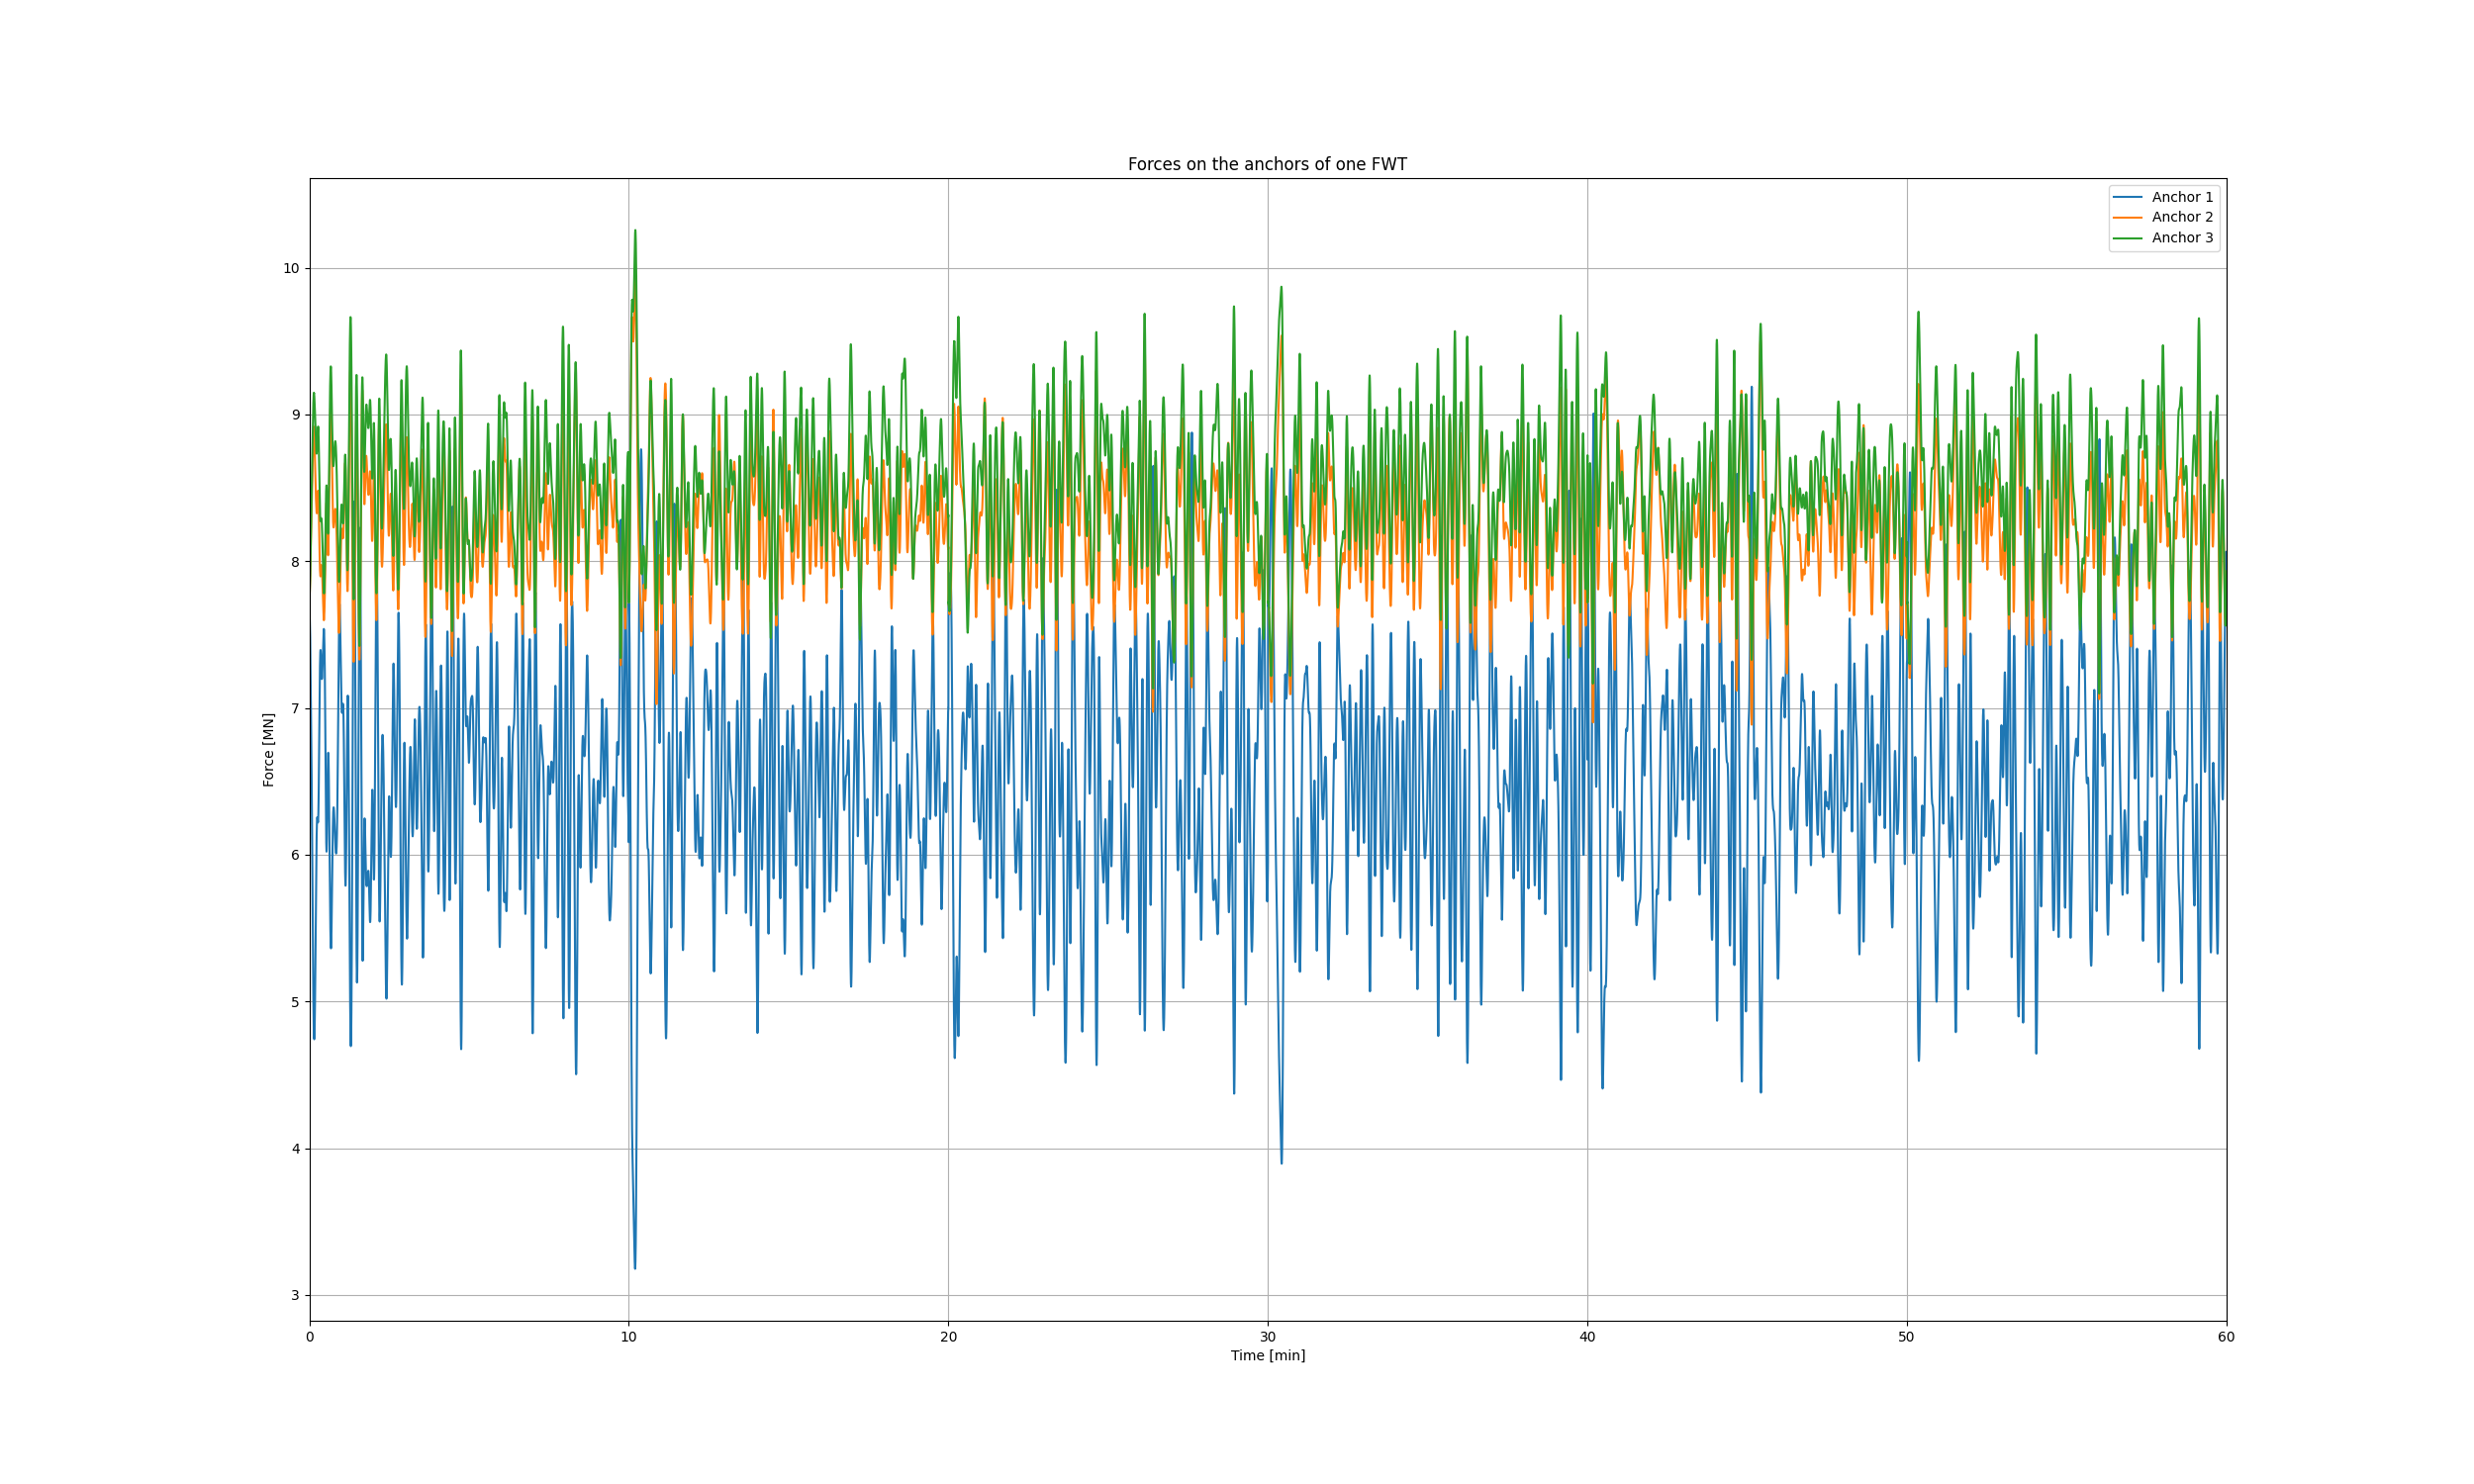 Forces on the anchors of one FWT
Anchor 1
Anchor 2
Anchor 3
Force [MN]
10
9
8
7
6
5
4
3
0 10 20 30 40 50 60
Time [min]